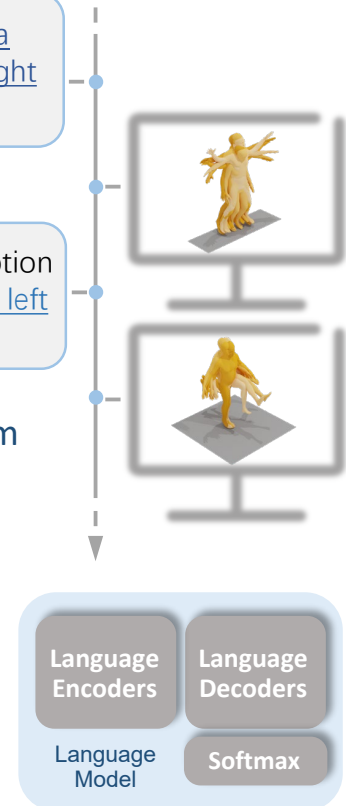 a
ght
otion
left
m
Language Encoders
Language Decoders
Language Model
Softmax